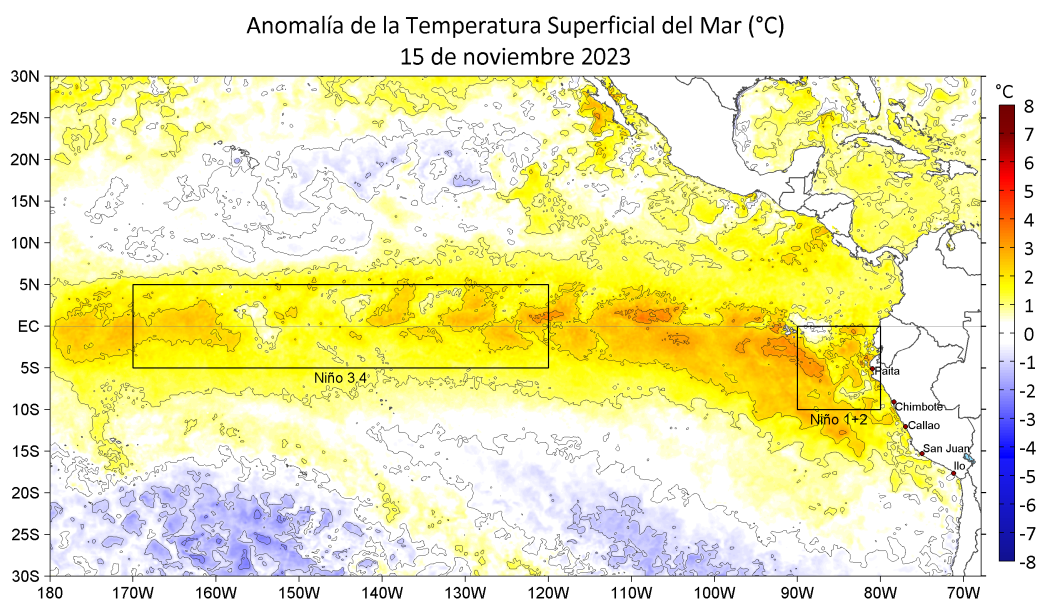 Anomalía de la Temperatura Superficial del Mar (°C)
15 de noviembre 2023
30N
25N
20N
15N
10N
5N
EC
5S
10S
15S
20S
25S
30S
180
170W
160W
150W
140W
130W
120W
110W
100W
90W
80W
70W
Niño 3.4
Niño 1+2
Paita
Chimbote
Callao
San Juan
Ilo
°C
8
7
6
5
4
3
2
1
0
-1
-2
-3
-4
-5
-6
-7
-8